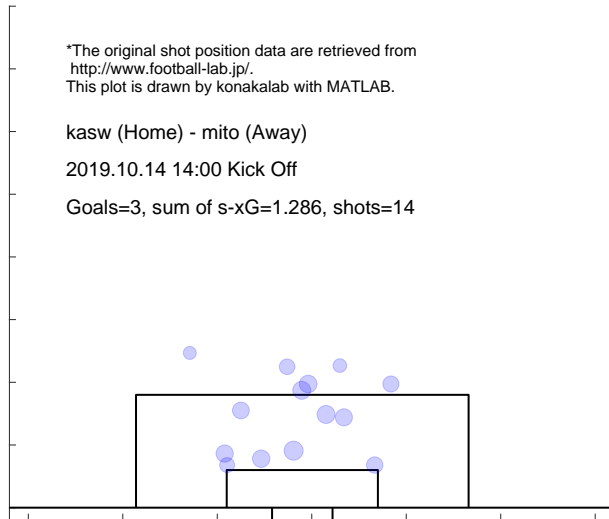 *The original shot position data are retrieved from
http://www.football-lab.jp/.
This plot is drawn by konakalab with MATLAB.
kasw (Home) - mito (Away)
2019.10.14 14:00 Kick Off
Goals=3, sum of s-xG=1.286, shots=14